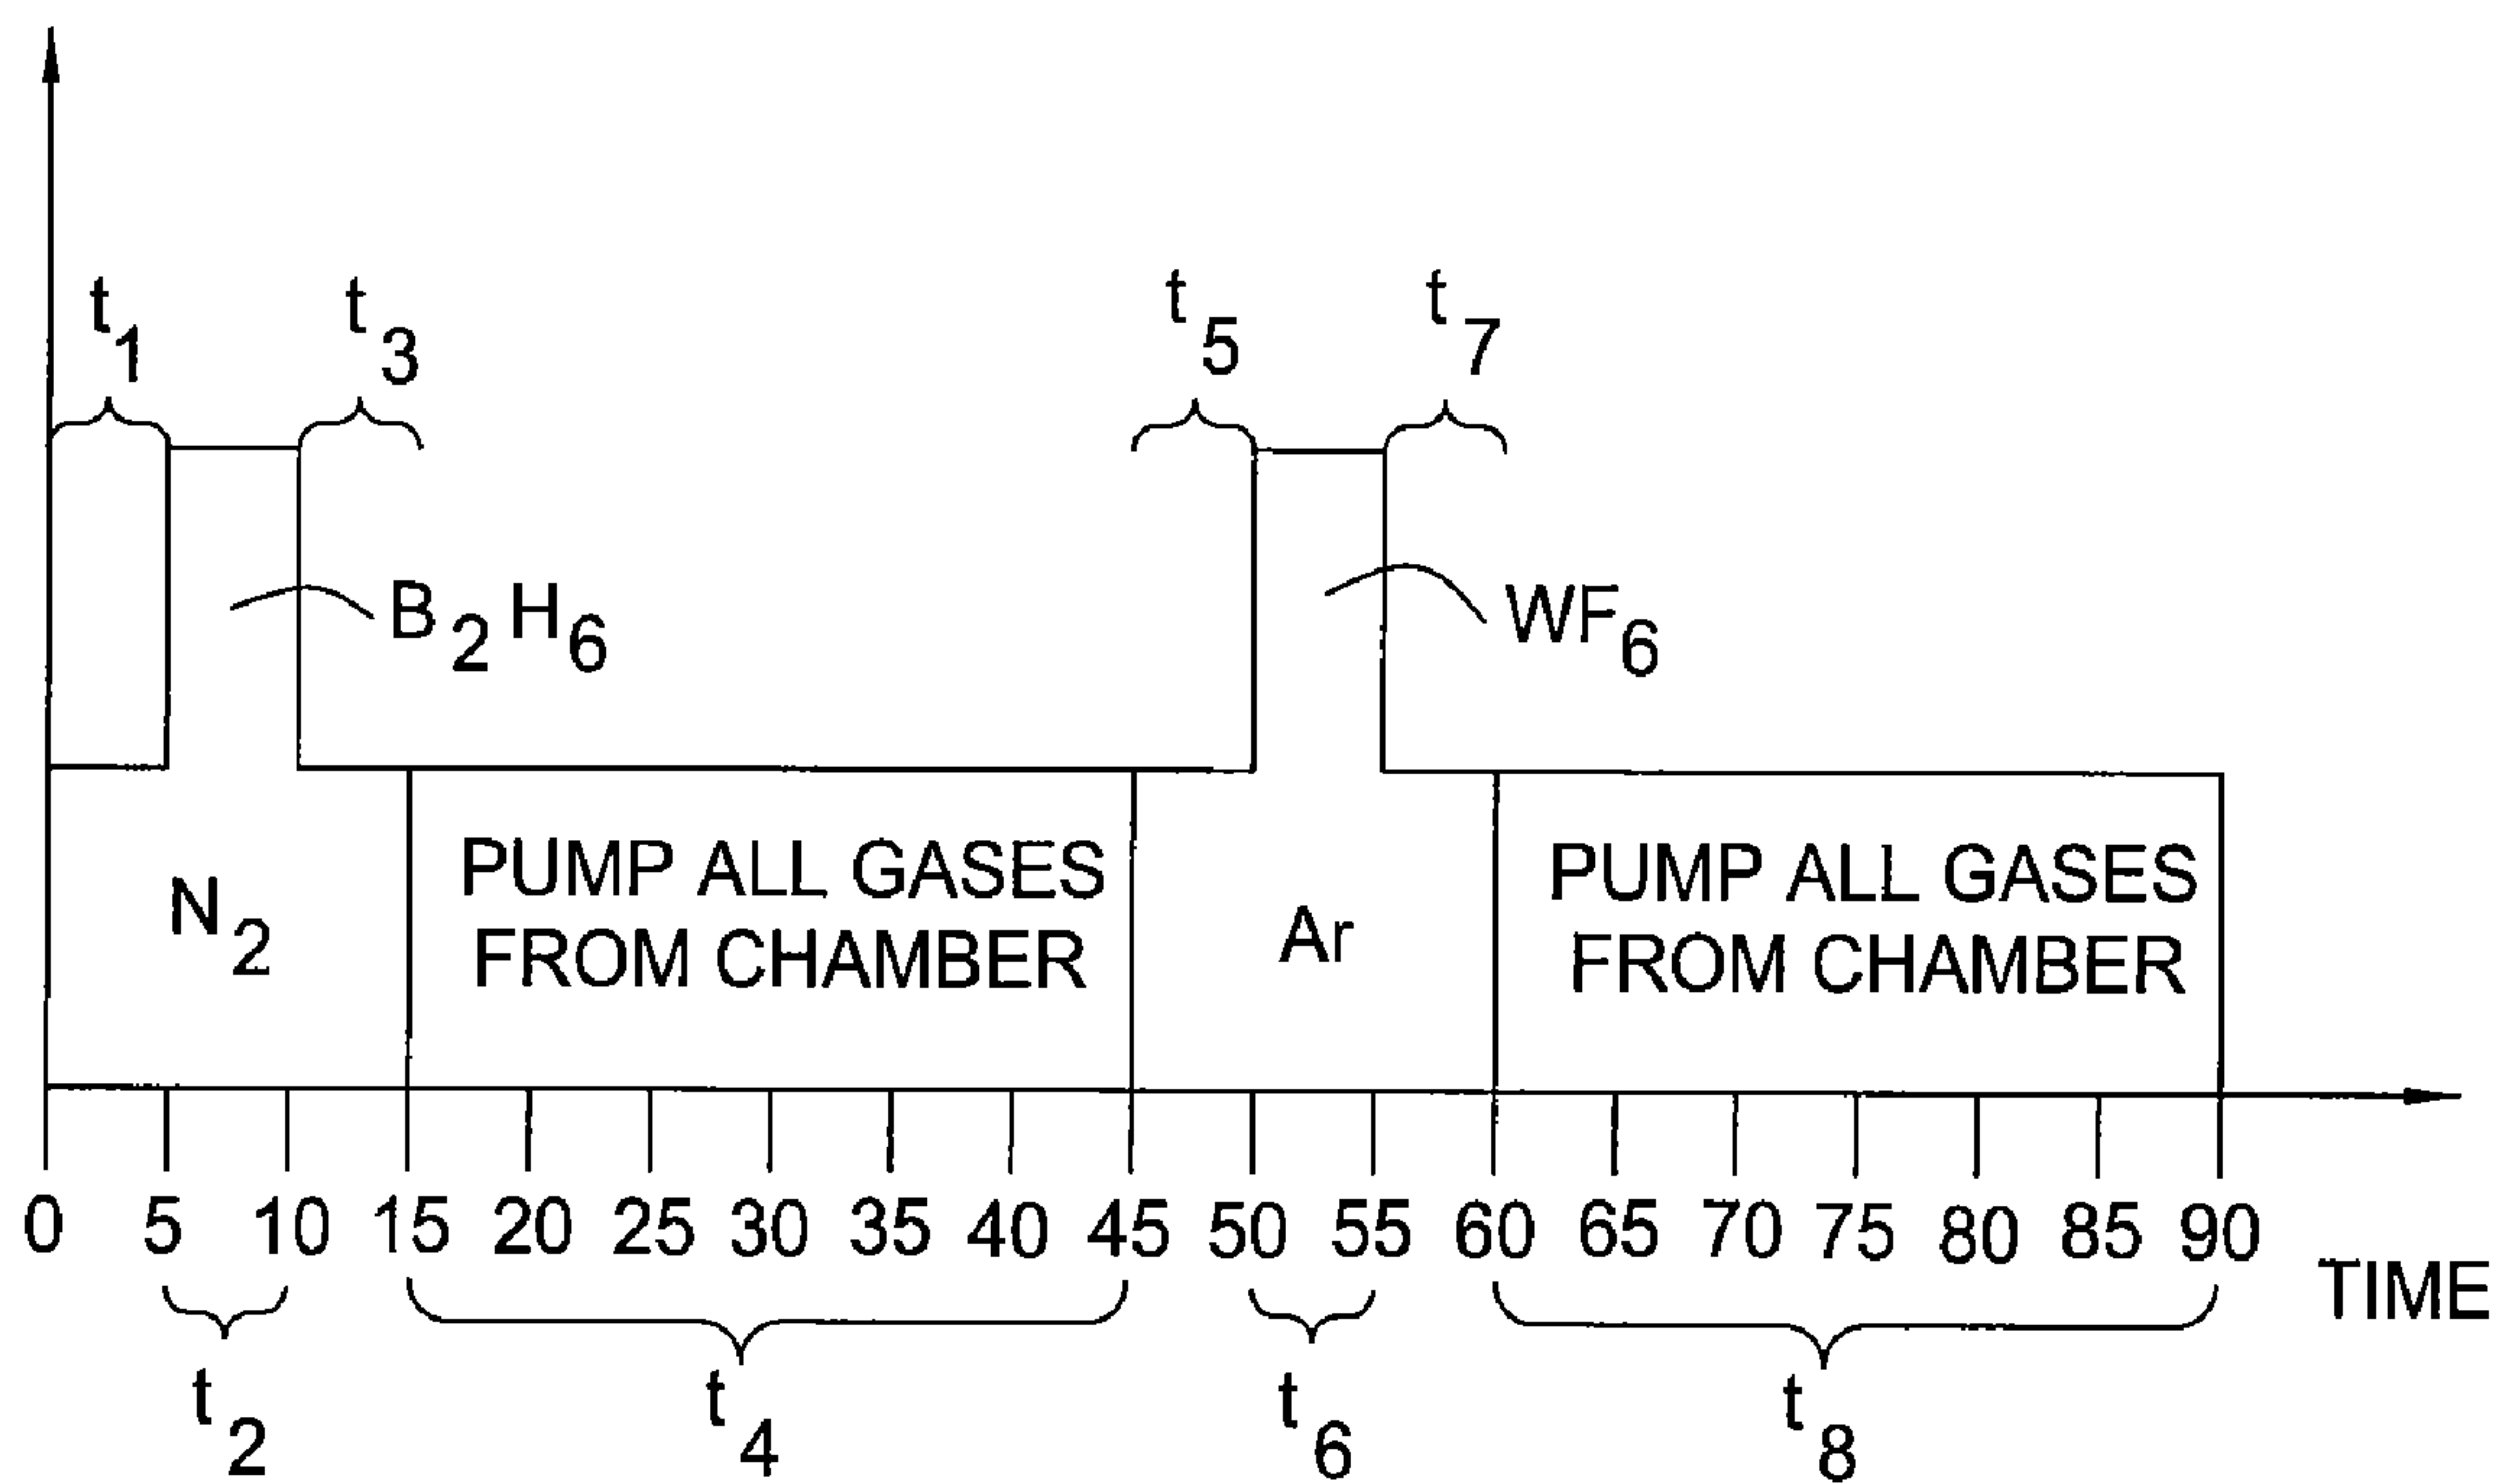 t1 t3 t5 t7
B2H6 WF6
N2 PUMP ALL GASES FROM CHAMBER Ar PUMP ALL GASES FROM CHAMBER
0 5 10 15 20 25 30 35 40 45 50 55 60 65 70 75 80 85 90
TIME
t2 t4 t6 t8